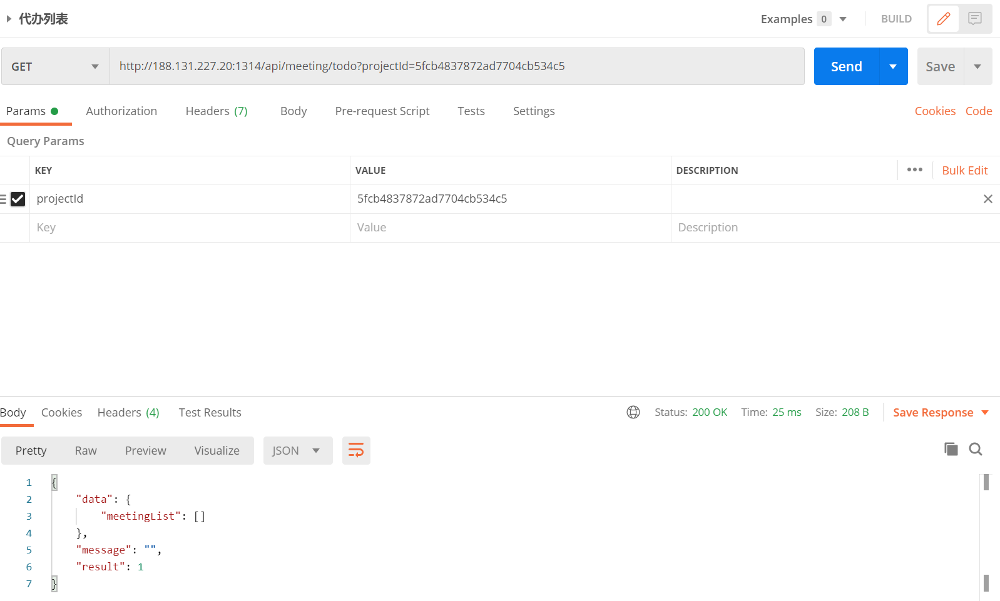 代办列表
Examples 0 BUILD
GET http://188.131.227.20:1314/api/meeting/todo?projectId=5fcb4837872ad7704cb534c5 Send Save
Params Authorization Headers (7) Body Pre-request Script Tests Settings Cookies Code
Query Params
KEY VALUE DESCRIPTION ••• Bulk Edit
projectId 5fcb4837872ad7704cb534c5
Key Value Description
Body Cookies Headers (4) Test Results Status: 200 OK Time: 25 ms Size: 208 B Save Response
Pretty Raw Preview Visualize JSON
1 {
2 "data": {
3 "meetingList": []
4 },
5 "message": "",
6 "result": 1
7 }